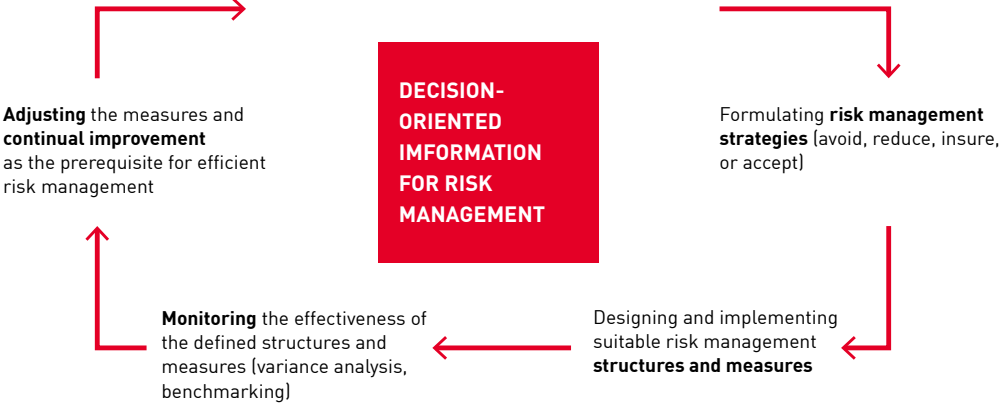 DECISION-
ORIENTED
IMFORMATION
FOR RISK
MANAGEMENT
Formulating risk management
strategies (avoid, reduce, insure,
or accept)
Designing and implementing
suitable risk management
structures and measures
Monitoring the effectiveness of
the defined structures and
measures (variance analysis,
benchmarking)
Adjusting the measures and
continual improvement
as the prerequisite for efficient
risk management